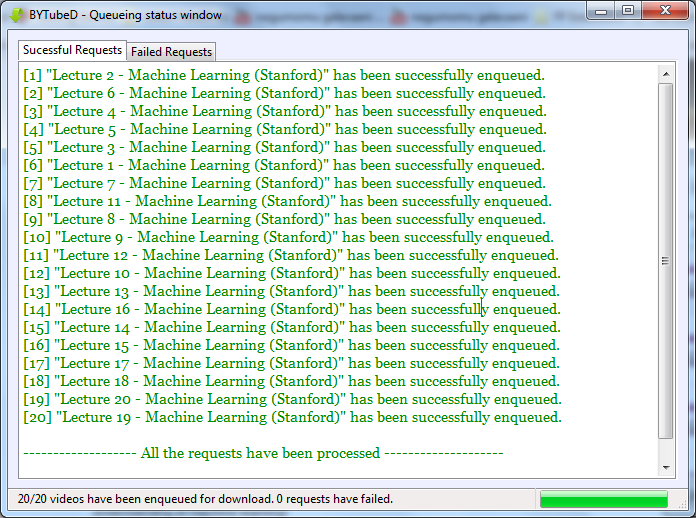 BYTubeD - Queueing status window
Sucessful Requests Failed Requests
[1] "Lecture 2 - Machine Learning (Stanford)" has been successfully enqueued.
[2] "Lecture 6 - Machine Learning (Stanford)" has been successfully enqueued.
[3] "Lecture 4 - Machine Learning (Stanford)" has been successfully enqueued.
[4] "Lecture 5 - Machine Learning (Stanford)" has been successfully enqueued.
[5] "Lecture 3 - Machine Learning (Stanford)" has been successfully enqueued.
[6] "Lecture 1 - Machine Learning (Stanford)" has been successfully enqueued.
[7] "Lecture 7 - Machine Learning (Stanford)" has been successfully enqueued.
[8] "Lecture 11 - Machine Learning (Stanford)" has been successfully enqueued.
[9] "Lecture 8 - Machine Learning (Stanford)" has been successfully enqueued.
[10] "Lecture 9 - Machine Learning (Stanford)" has been successfully enqueued.
[11] "Lecture 12 - Machine Learning (Stanford)" has been successfully enqueued.
[12] "Lecture 10 - Machine Learning (Stanford)" has been successfully enqueued.
[13] "Lecture 13 - Machine Learning (Stanford)" has been successfully enqueued.
[14] "Lecture 16 - Machine Learning (Stanford)" has been successfully enqueued.
[15] "Lecture 14 - Machine Learning (Stanford)" has been successfully enqueued.
[16] "Lecture 15 - Machine Learning (Stanford)" has been successfully enqueued.
[17] "Lecture 17 - Machine Learning (Stanford)" has been successfully enqueued.
[18] "Lecture 18 - Machine Learning (Stanford)" has been successfully enqueued.
[19] "Lecture 20 - Machine Learning (Stanford)" has been successfully enqueued.
[20] "Lecture 19 - Machine Learning (Stanford)" has been successfully enqueued.
------------------- All the requests have been processed --------------------
20/20 videos have been enqueued for download. 0 requests have failed.